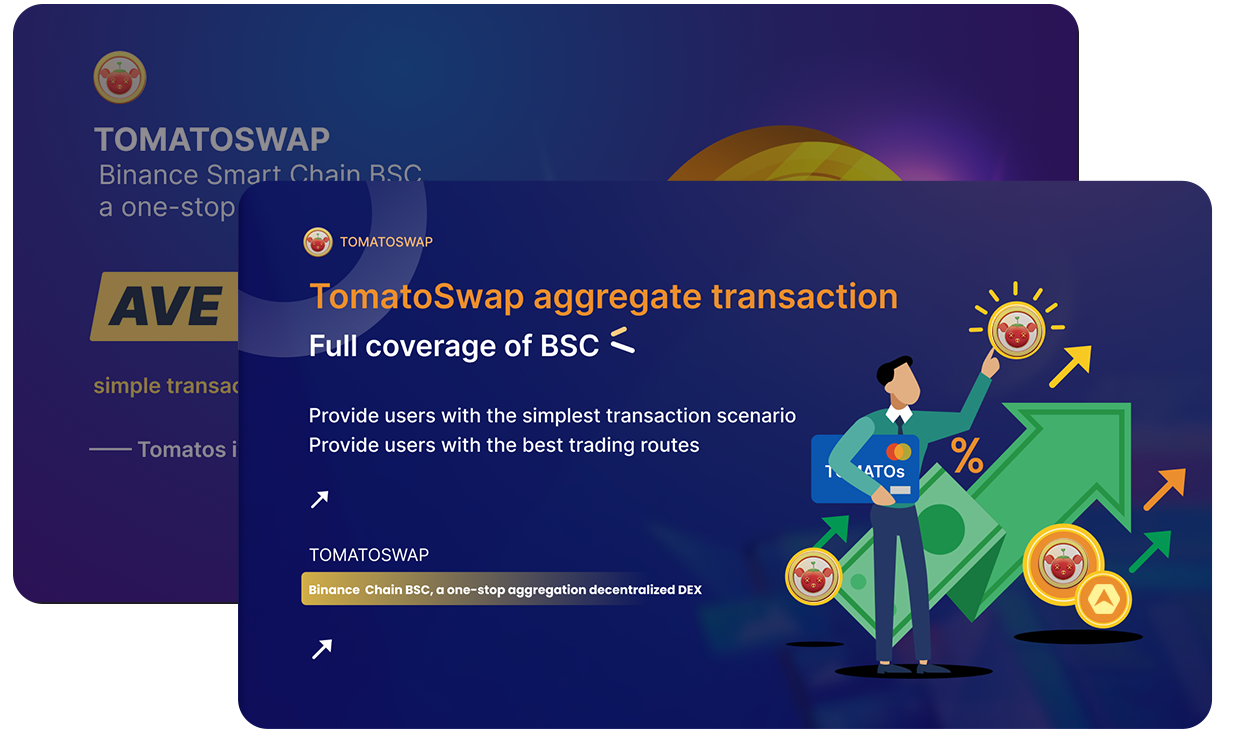 TOMATOSWAP
Binance Smart Chain BSC
a one-stop
AVE
simple transac
Tomatos i
TOMATOSWAP
TomatoSwap aggregate transaction
Full coverage of BSC
Provide users with the simplest transaction scenario
Provide users with the best trading routes
TOMATOSWAP
Binance Chain BSC, a one-stop aggregation decentralized DEX
TOMATOs
%